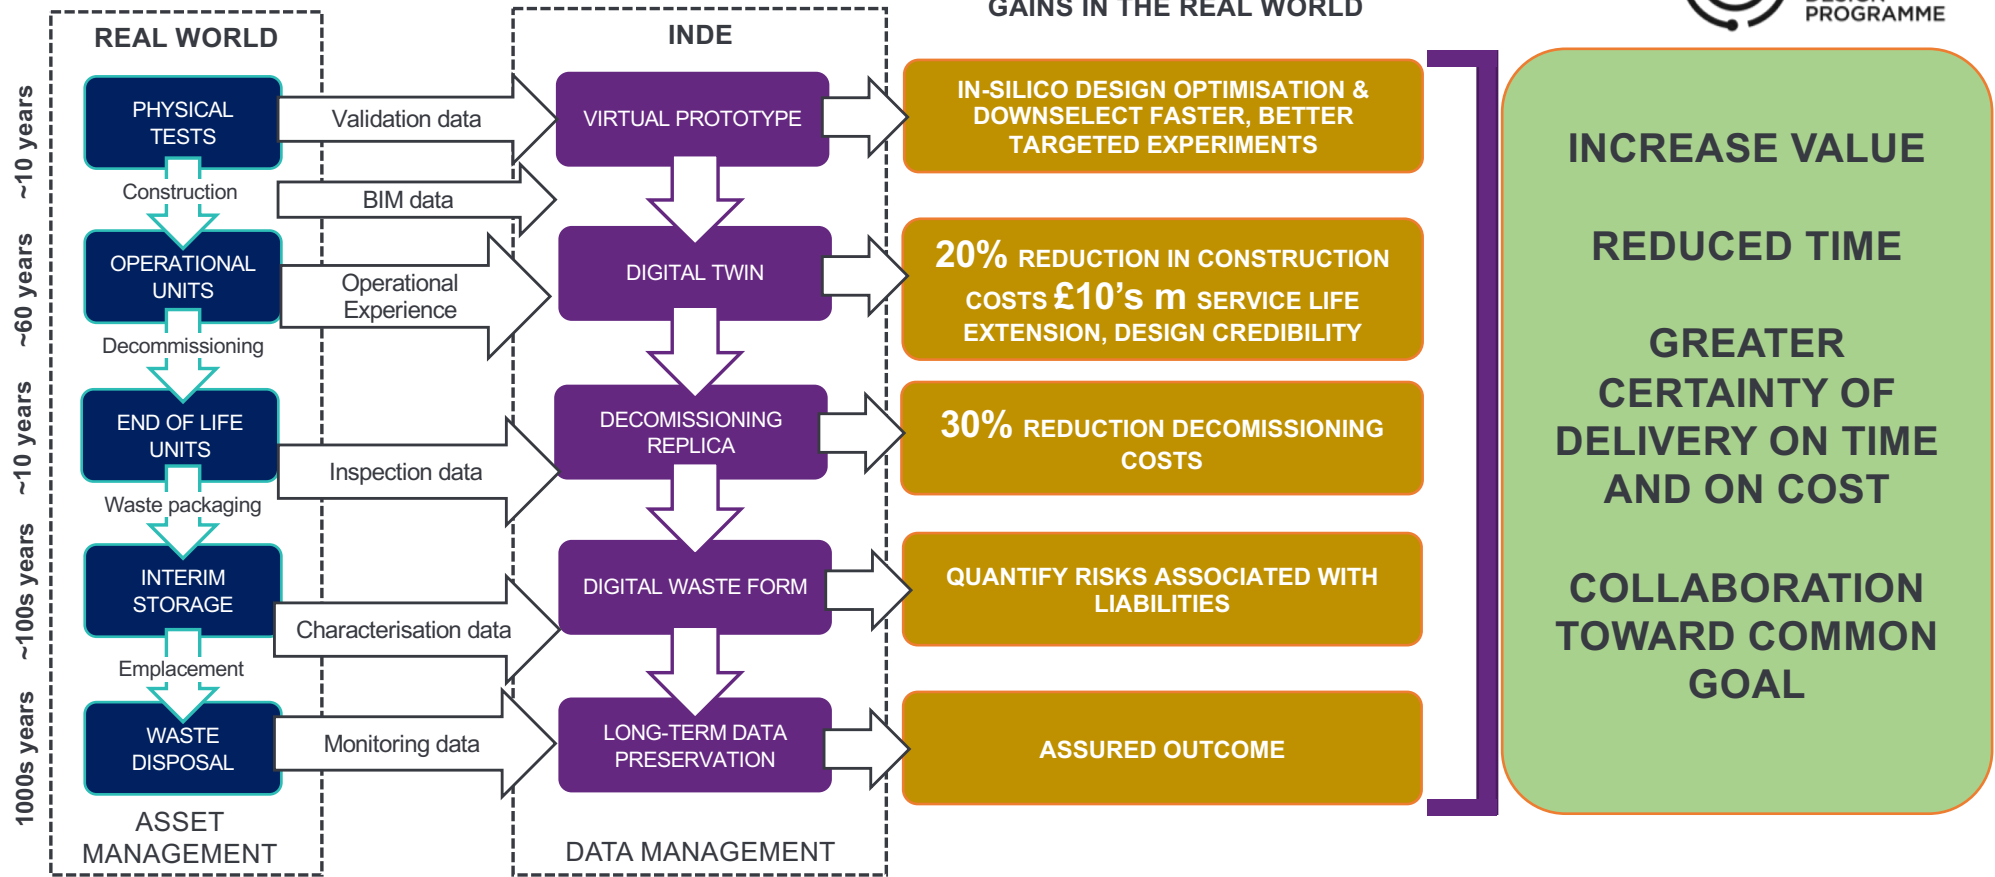 GAINS IN THE REAL WORLD
PROGRAMME
REAL WORLD
INDE
~10 years
~60 years
~10 years
~100s years
1000s years
PHYSICAL
TESTS
Construction
OPERATIONAL
UNITS
Decommissioning
END OF LIFE
UNITS
Waste packaging
INTERIM
STORAGE
Emplacement
WASTE
DISPOSAL
ASSET
MANAGEMENT
Validation data
BIM data
Operational
Experience
Inspection data
Characterisation data
Monitoring data
VIRTUAL PROTOTYPE
DIGITAL TWIN
DECOMISSIONING
REPLICA
DIGITAL WASTE FORM
LONG-TERM DATA
PRESERVATION
DATA MANAGEMENT
IN-SILICO DESIGN OPTIMISATION &
DOWNSELECT FASTER, BETTER
TARGETED EXPERIMENTS
20% REDUCTION IN CONSTRUCTION
COSTS £10’s m SERVICE LIFE
EXTENSION, DESIGN CREDIBILITY
30% REDUCTION DECOMISSIONING
COSTS
QUANTIFY RISKS ASSOCIATED WITH
LIABILITIES
ASSURED OUTCOME
INCREASE VALUE
REDUCED TIME
GREATER
CERTAINTY OF
DELIVERY ON TIME
AND ON COST
COLLABORATION
TOWARD COMMON
GOAL